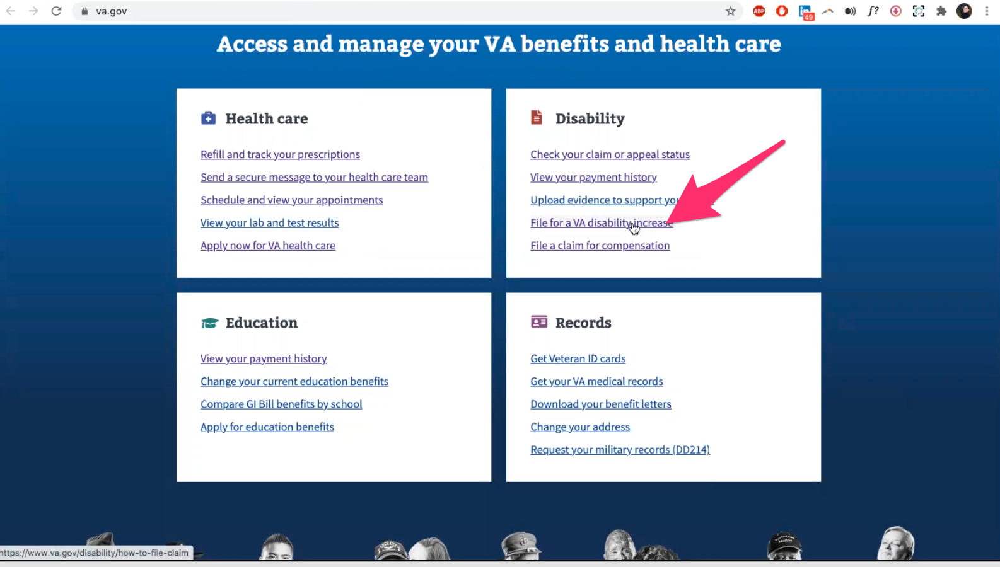 va.gov
ABP
49
f?
Access and manage your VA benefits and health care
Health care
Refill and track your prescriptions
Send a secure message to your health care team
Schedule and view your appointments
View your lab and test results
Apply now for VA health care
Disability
Check your claim or appeal status
View your payment history
Upload evidence to support
File for a VA disability increase
File a claim for compensation
Education
View your payment history
Change your current education benefits
Compare GI Bill benefits by school
Apply for education benefits
Records
Get Veteran ID cards
Get your VA medical records
Download your benefit letters
Change your address
Request your military records (DD214)
https://www.va.gov/disability/how-to-file-claim